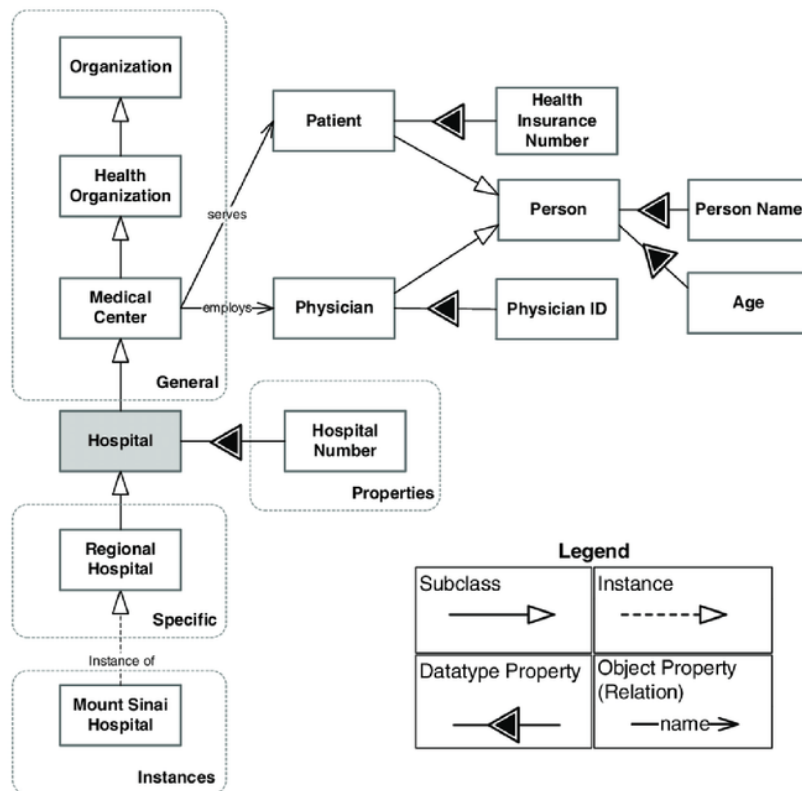 Organization
Health
Organization
Medical
Center
General
Patient
Health
Insurance
Number
serves
Person
Person Name
employs
Physician
Physician ID
Age
Hospital
Hospital
Number
Properties
Regional
Hospital
Specific
Instance of
Mount Sinai
Hospital
Instances
Legend
Subclass
Instance
Datatype Property
Object Property
(Relation)
name